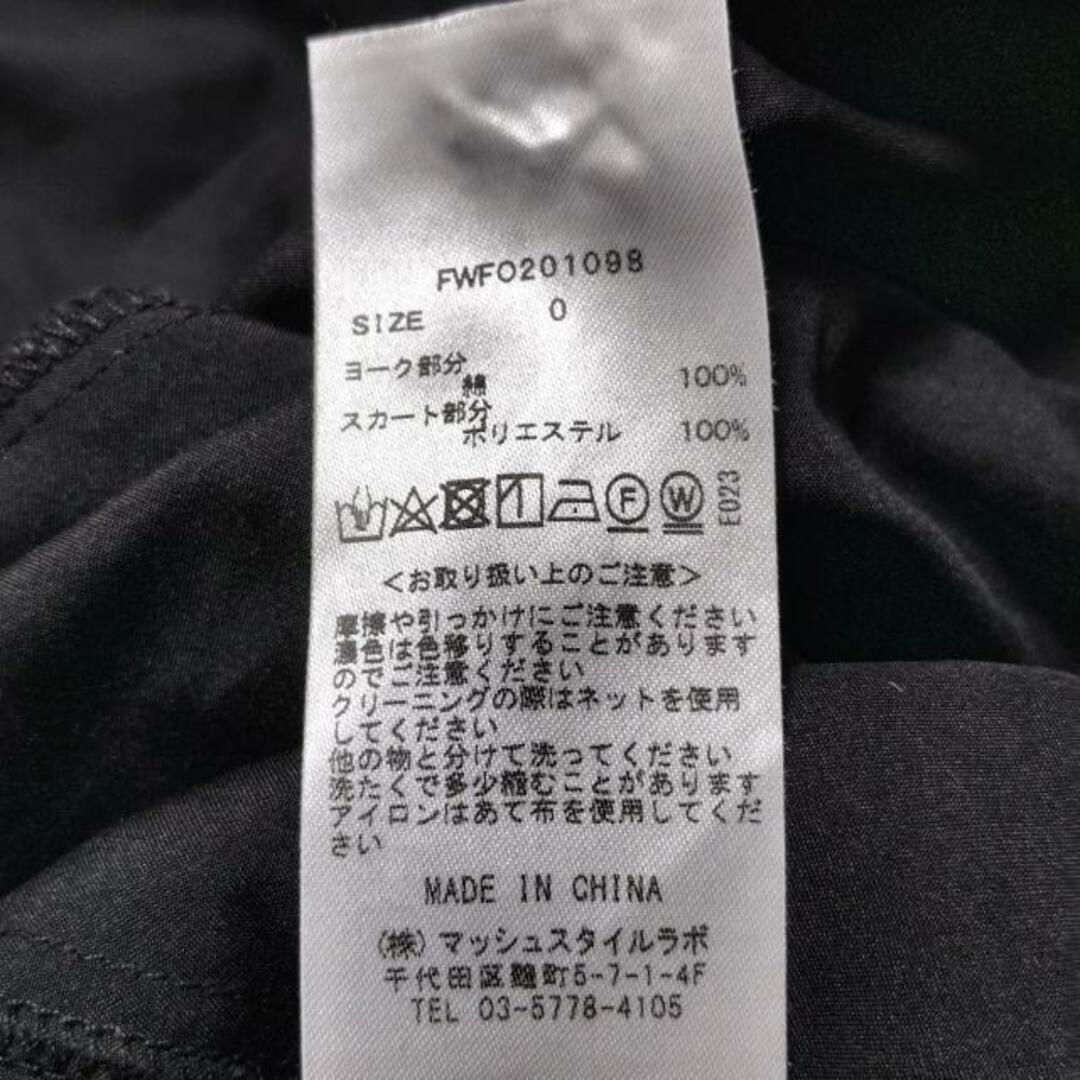 FWFO201098
SIZE 0
ヨーク部分
綿 100%
スカート部分
ポリエステル 100%
F W E023
<お取り扱い上のご注意>
摩擦や引っかけにご注意ください
濃色は色移りすることがあります
のでご注意ください
クリーニングの際はネットを使用
してください
他の物と分けて洗ってください
洗たくで多少縮むことがあります
アイロンはあて布を使用してくだ
さい
MADE IN CHINA
(株)マッシュスタイルラボ
千代田区麹町5-7-1-4F
TEL 03-5778-4105